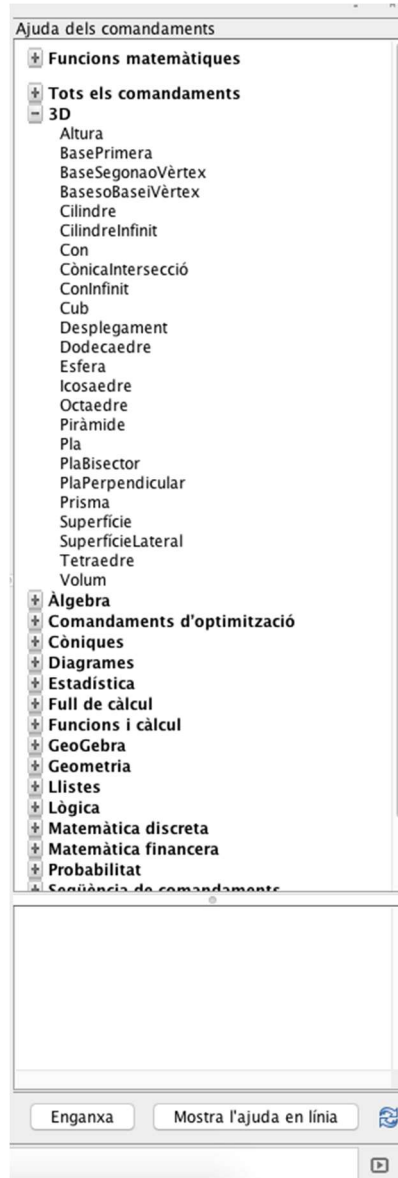 Ajuda dels comandaments
Funcions matemàtiques
Tots els comandaments
3D
Altura
BasePrimera
BaseSegonaoVèrtex
BasesoBaseiVèrtex
Cilindre
CilindreInfinit
Con
CònicaIntersecció
ConInfinit
Cub
Desplegament
Dodecaedre
Esfera
Icosaedre
Octaedre
Piràmide
Pla
PlaBisector
PlaPerpendicular
Prisma
Superfície
SuperfícieLateral
Tetraedre
Volum
Àlgebra
Comandaments d'optimització
Còniques
Diagrames
Estadística
Full de càlcul
Funcions i càlcul
GeoGebra
Geometria
Llistes
Lògica
Matemàtica discreta
Matemàtica financera
Probabilitat
Seqüència de comandaments
Enganxa
Mostra l'ajuda en línia